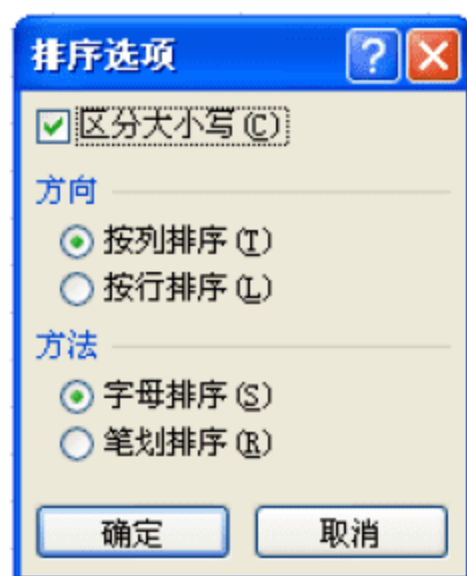 排序选项
区分大小写(C)
方向
按列排序(T)
按行排序(L)
方法
字母排序(S)
笔划排序(R)
确定 取消